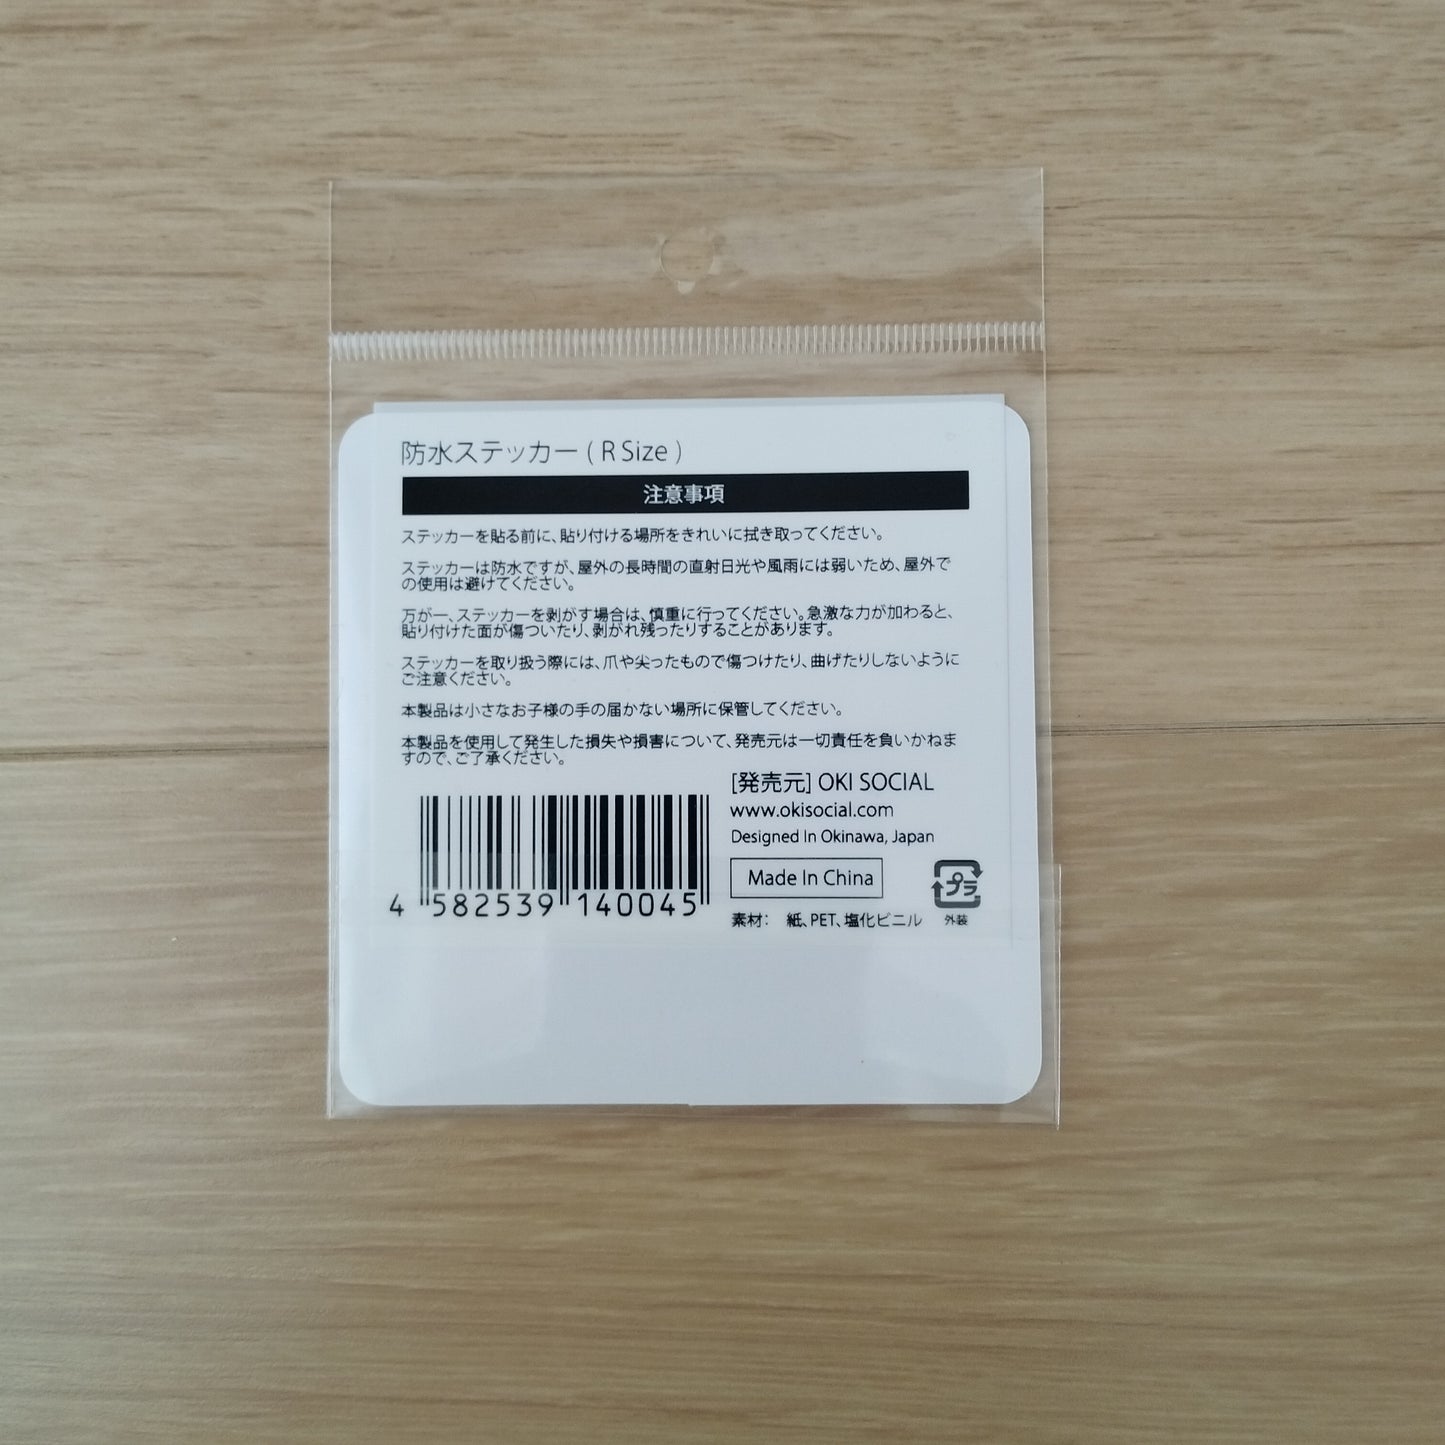 防水ステッカー ( R Size )
注意事項
ステッカーを貼る前に、貼り付ける場所をきれいに拭き取ってください。
ステッカーは防水ですが、屋外の長時間の直射日光や風雨には弱いため、屋外で
の使用は避けてください。
万が一、ステッカーを剥がす場合は、慎重に行ってください。急激な力が加わると、
貼り付けた面が傷ついたり、剥がれ残ったりすることがあります。
ステッカーを取り扱う際には、爪や尖ったもので傷つけたり、曲げたりしないように
ご注意ください。
本製品は小さなお子様の手の届かない場所に保管してください。
本製品を使用して発生した損失や損害について、発売元は一切責任を負いかねま
すので、ご了承ください。
[発売元] OKI SOCIAL
www.okisocial.com
Designed In Okinawa, Japan
Made In China
素材： 紙、PET、塩化ビニル
プラ
外装
4 582539 140045